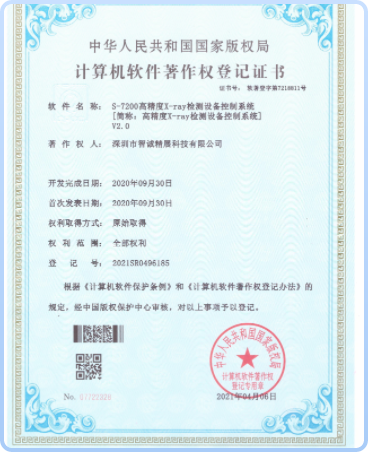 中华人民共和国国家版权局
计算机软件著作权登记证书
证书号： 软著登字第7218811号
软件名称： S-7200高精度X-ray检测设备控制系统
[简称：高精度X-ray检测设备控制系统]
V2.0
著作权人： 深圳市智诚精展科技有限公司
开发完成日期： 2020年09月30日
首次发表日期： 2020年09月30日
权利取得方式： 原始取得
权利范围： 全部权利
登记号： 2021SR0496185
根据《计算机软件保护条例》和《计算机软件著作权登记办法》的
规定，经中国版权保护中心审核，对以上事项予以登记。
中华人民共和国国家版权局
计算机软件著作权
登记专用章
No.
2021年04月06日